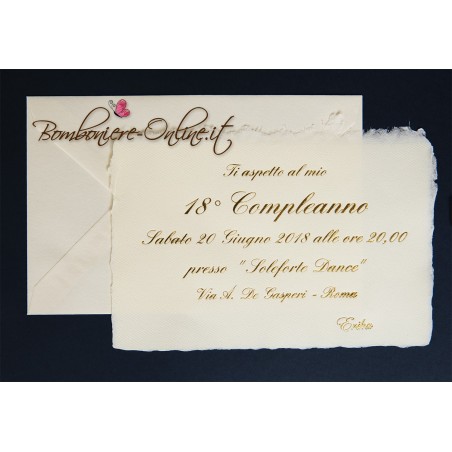 Bomboniere-Online.it
Ti aspetto al mio
18° Compleanno
Sabato 20 Giugno 2018 alle ore 20,00
presso "Soleforte Dance"
Via A. De Gasperi - Roma
Erika